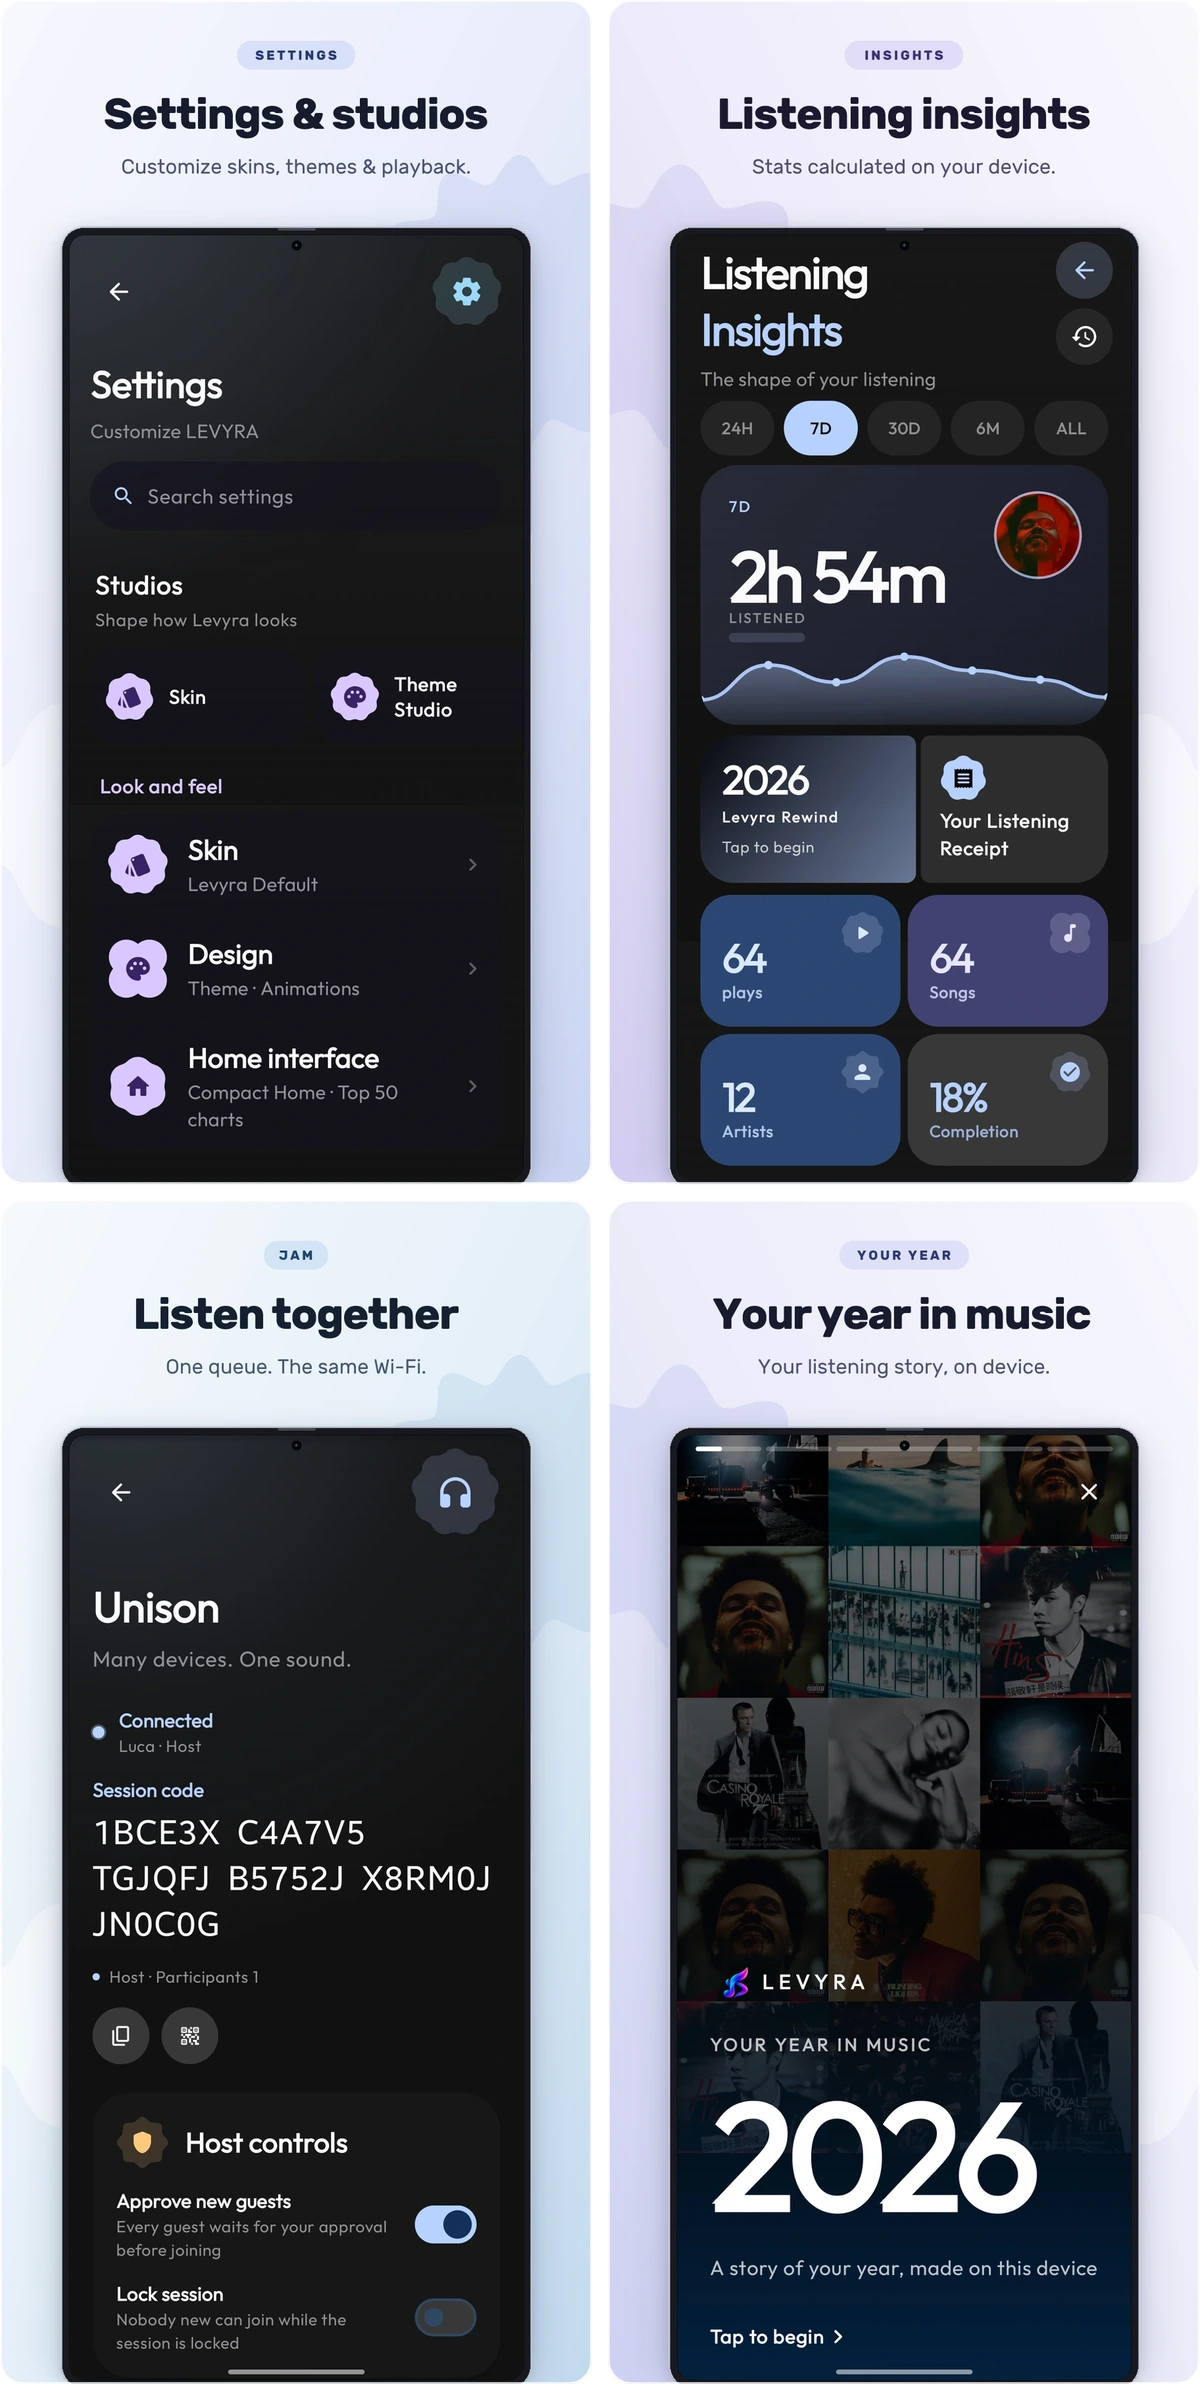 SETTINGS
Settings & studios
Customize skins, themes & playback.
Settings
Customize LEVYRA
Search settings
Studios
Shape how Levyra looks
Skin
Theme
Studio
Look and feel
Skin
Levyra Default
Design
Theme · Animations
Home interface
Compact Home · Top 50
charts
INSIGHTS
Listening insights
Stats calculated on your device.
Listening
Insights
The shape of your listening
24H 7D 30D 6M ALL
7D
2h 54m
LISTENED
2026
Levyra Rewind
Tap to begin
Your Listening
Receipt
64
plays
64
Songs
12
Artists
18%
Completion
JAM
Listen together
One queue. The same Wi-Fi.
Unison
Many devices. One sound.
Connected
Luca · Host
Session code
1BCE3X C4A7V5
TGJQFJ B5752J X8RM0J
JN0C0G
Host · Participants 1
Host controls
Approve new guests
Every guest waits for your approval
before joining
Lock session
Nobody new can join while the
session is locked
YOUR YEAR
Your year in music
Your listening story, on device.
CASINO
ROYALE
LEVYRA
YOUR YEAR IN MUSIC
CASINO
ROYALE
2026
A story of your year, made on this device
Tap to begin